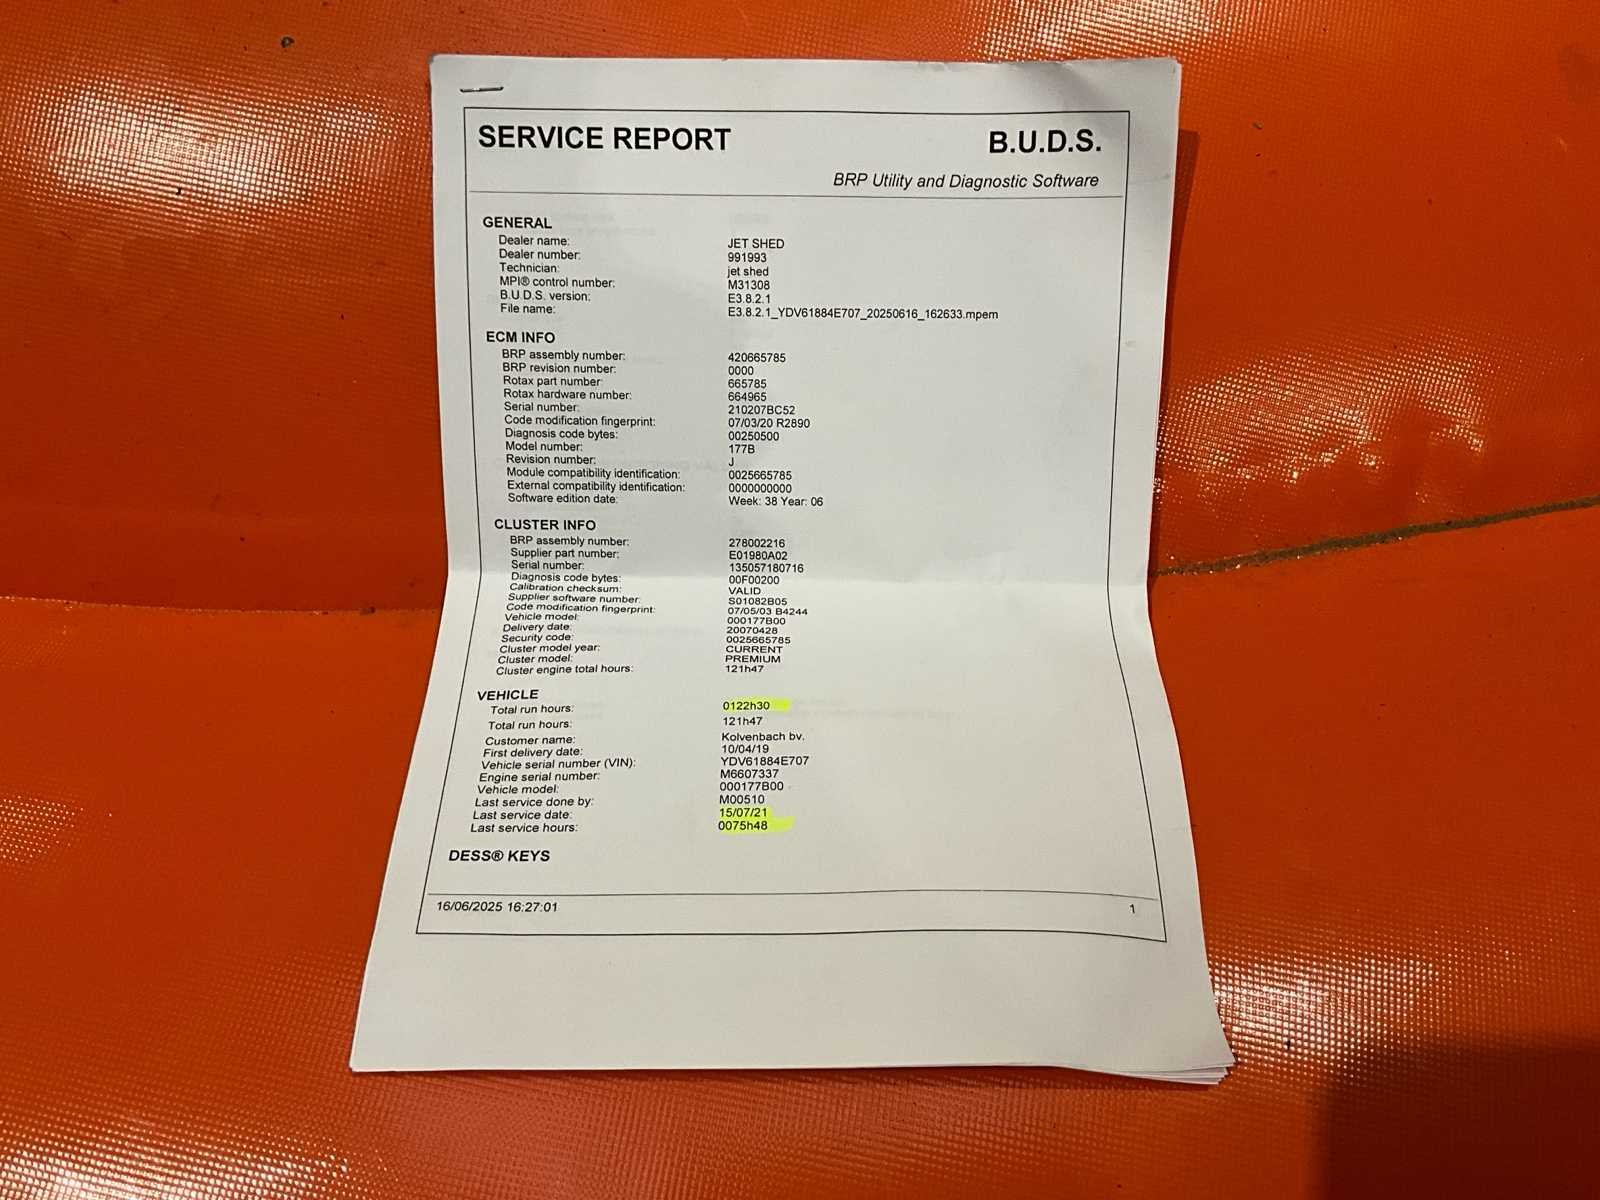 SERVICE REPORT B.U.D.S.
BRP Utility and Diagnostic Software
GENERAL
Dealer name: JET SHED
Dealer number: 991993
Technician: jet shed
MPI® control number: M31308
B.U.D.S. version: E3.8.2.1
File name: E3.8.2.1_YDV61884E707_20250616_162633.mpem
ECM INFO
BRP assembly number: 420665785
BRP revision number: 0000
Rotax part number: 665785
Rotax hardware number: 664965
Serial number: 210207BC52
Code modification fingerprint: 07/03/20 R2890
Diagnosis code bytes: 00250500
Model number: 177B
Revision number: J
Module compatibility identification: 0025665785
External compatibility identification: 0000000000
Software edition date: Week: 38 Year: 06
CLUSTER INFO
BRP assembly number: 278002216
Supplier part number: E01980A02
Serial number: 135057180716
Diagnosis code bytes: 00F00200
Calibration checksum: VALID
Supplier software number: S01082B05
Code modification fingerprint: 07/05/03 B4244
Vehicle model: 000177B00
Delivery date: 20070428
Security code: 0025665785
Cluster model year: CURRENT
Cluster model: PREMIUM
Cluster engine total hours: 121h47
VEHICLE
Total run hours: 0122h30
Total run hours: 121h47
Customer name: Kolvenbach bv.
First delivery date: 10/04/19
Vehicle serial number (VIN): YDV61884E707
Engine serial number: M6607337
Vehicle model: 000177B00
Last service done by: M00510
Last service date: 15/07/21
Last service hours: 0075h48
DESS® KEYS
16/06/2025 16:27:01 1